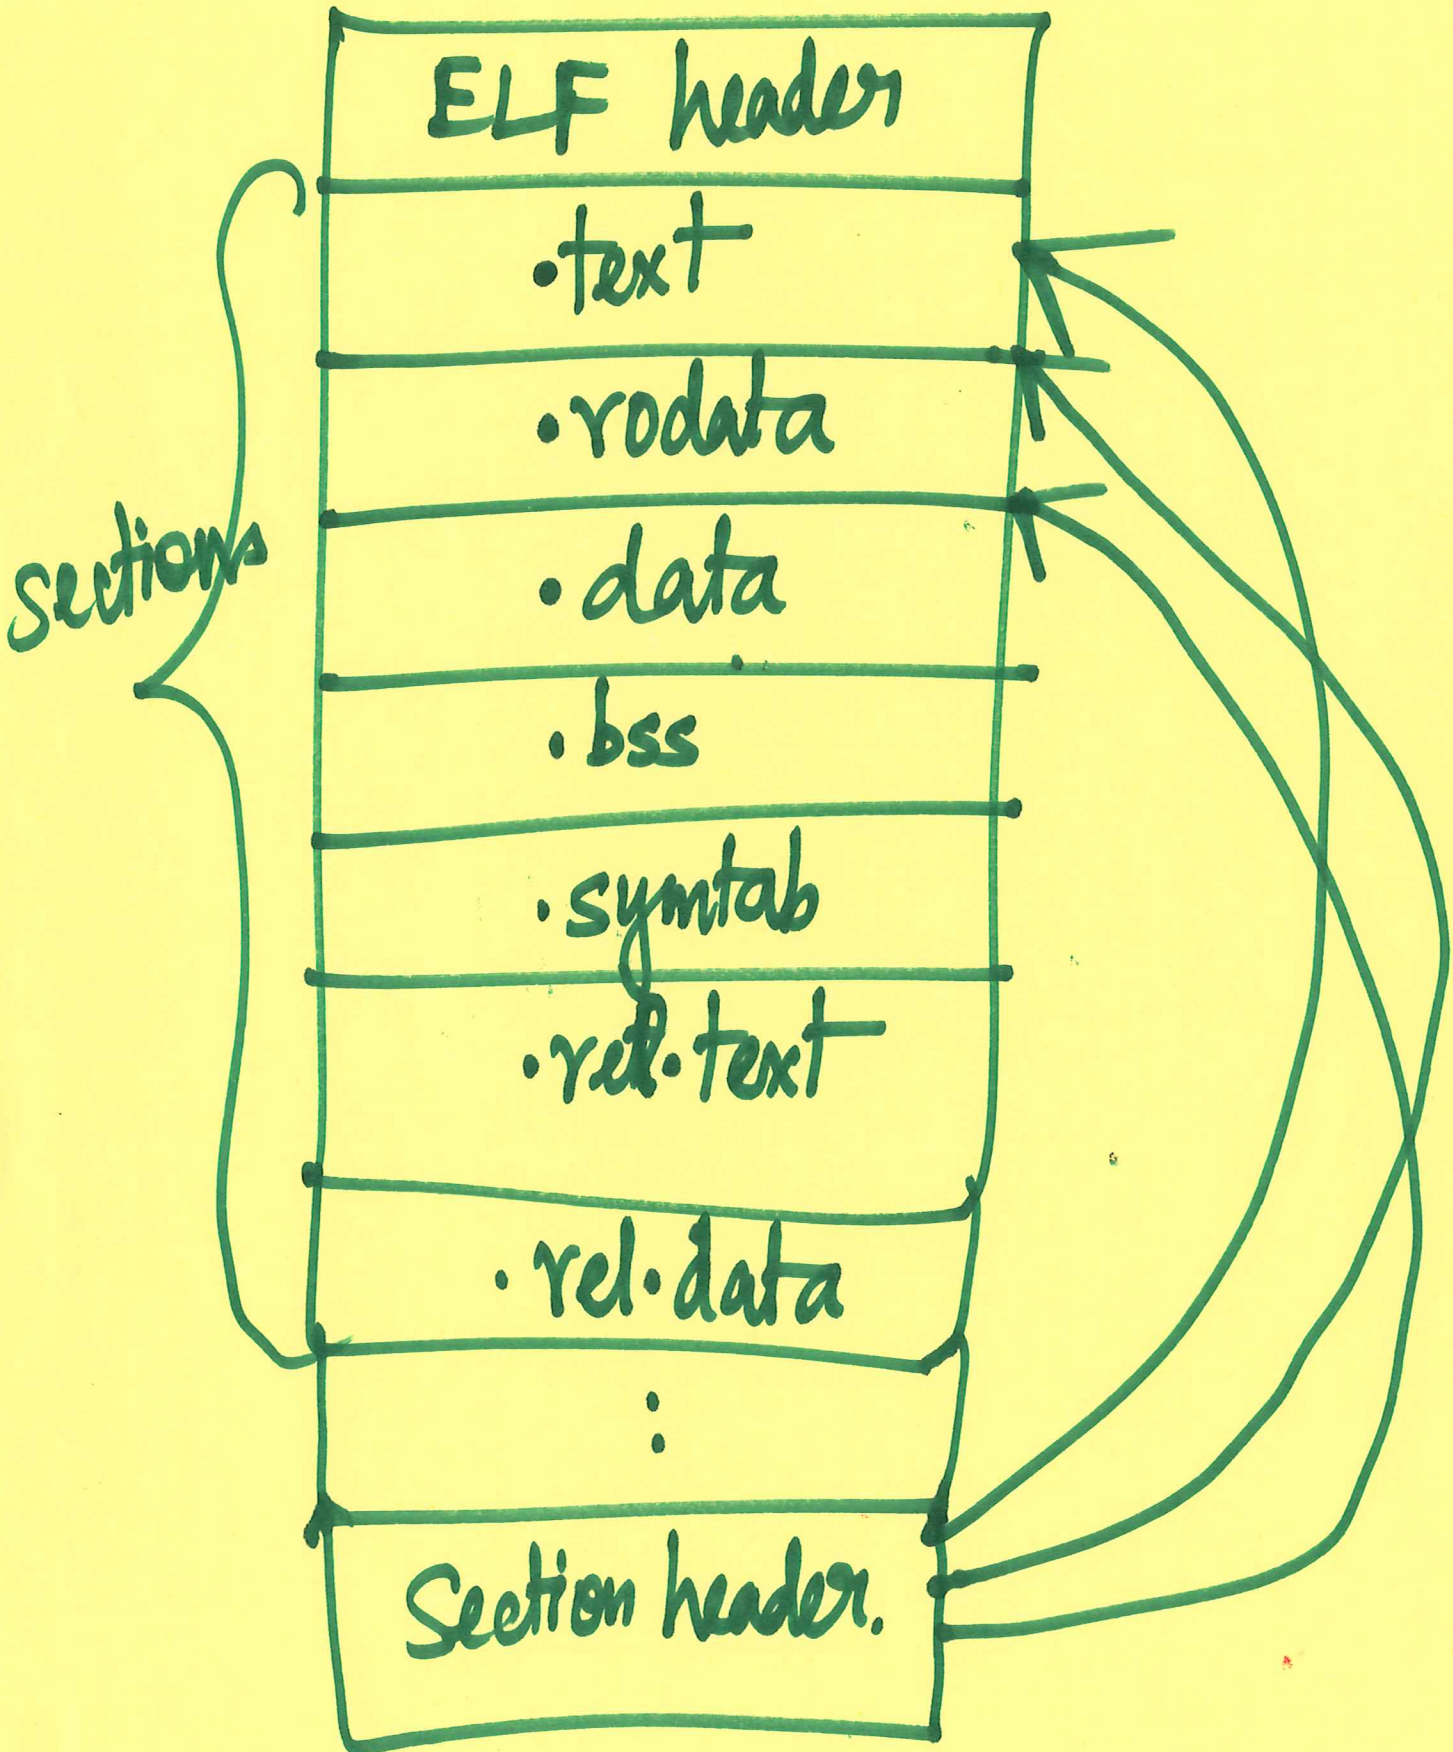 ELF header
.text
.rodata
sections
.data
.bss
.symtab
.rel.text
.rel.data
:
Section header.